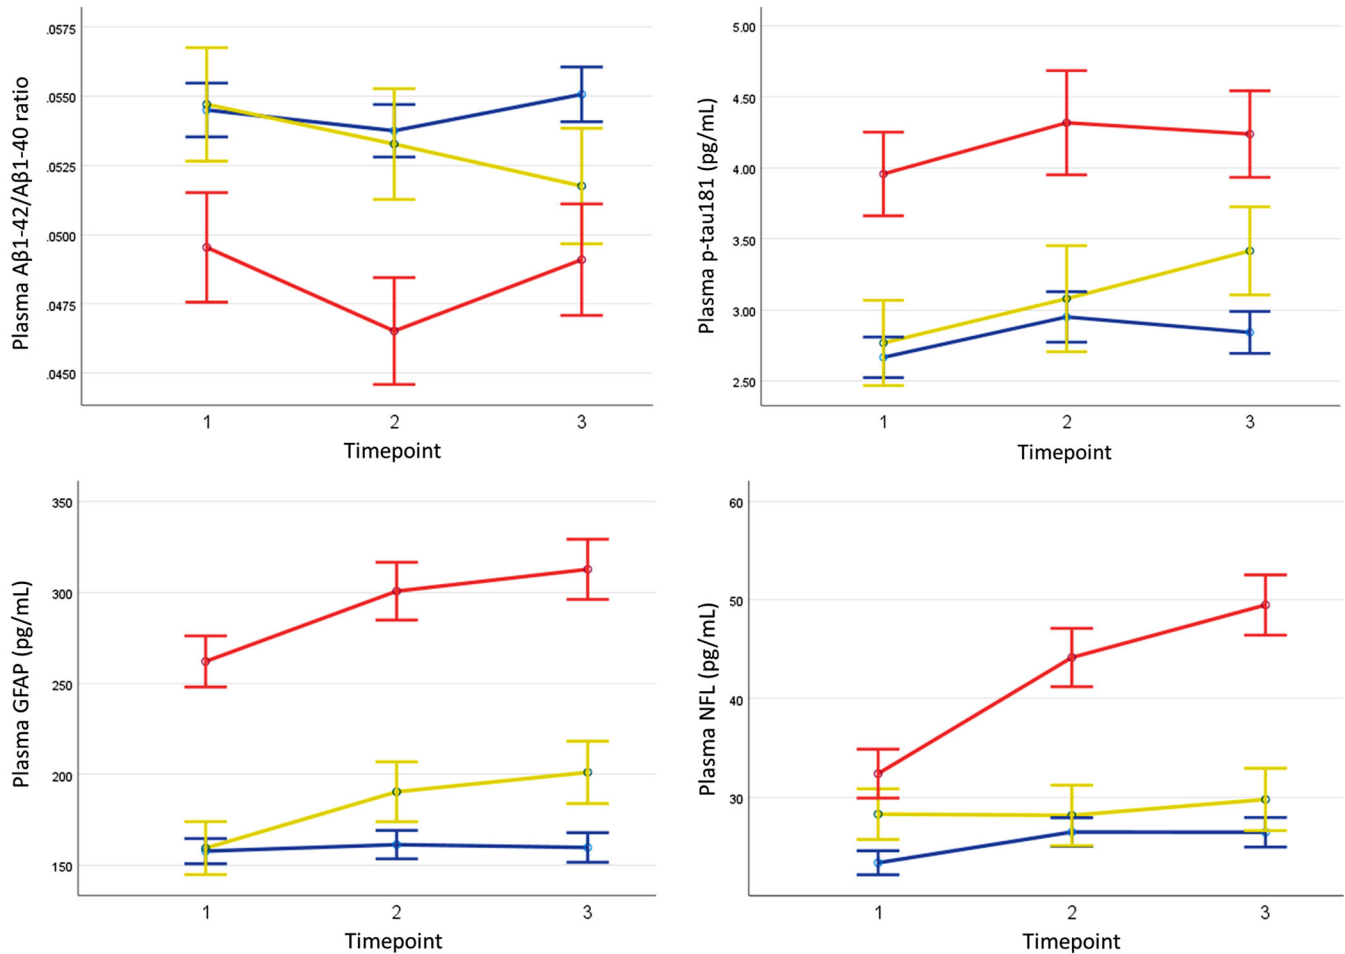 Plasma Aβ1-42/Aβ1-40 ratio
.0575
.0550
.0525
.0500
.0475
.0450
1 2 3
Timepoint
Plasma p-tau181 (pg/mL)
5.00
4.50
4.00
3.50
3.00
2.50
1 2 3
Timepoint
Plasma GFAP (pg/mL)
350
300
250
200
150
1 2 3
Timepoint
Plasma NFL (pg/mL)
60
50
40
30
1 2 3
Timepoint